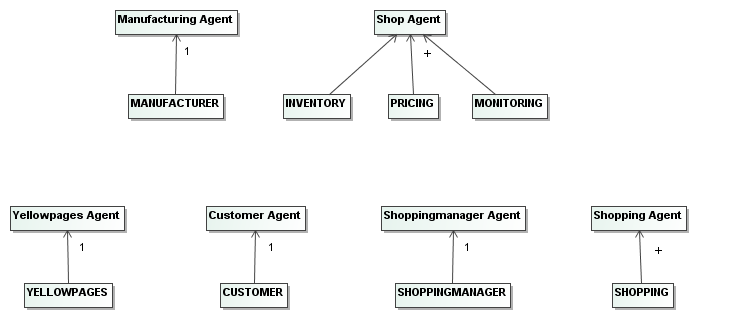 Manufacturing Agent
Shop Agent
1
+
MANUFACTURER
INVENTORY
PRICING
MONITORING
Yellowpages Agent
Customer Agent
Shoppingmanager Agent
Shopping Agent
1
1
1
+
YELLOWPAGES
CUSTOMER
SHOPPINGMANAGER
SHOPPING